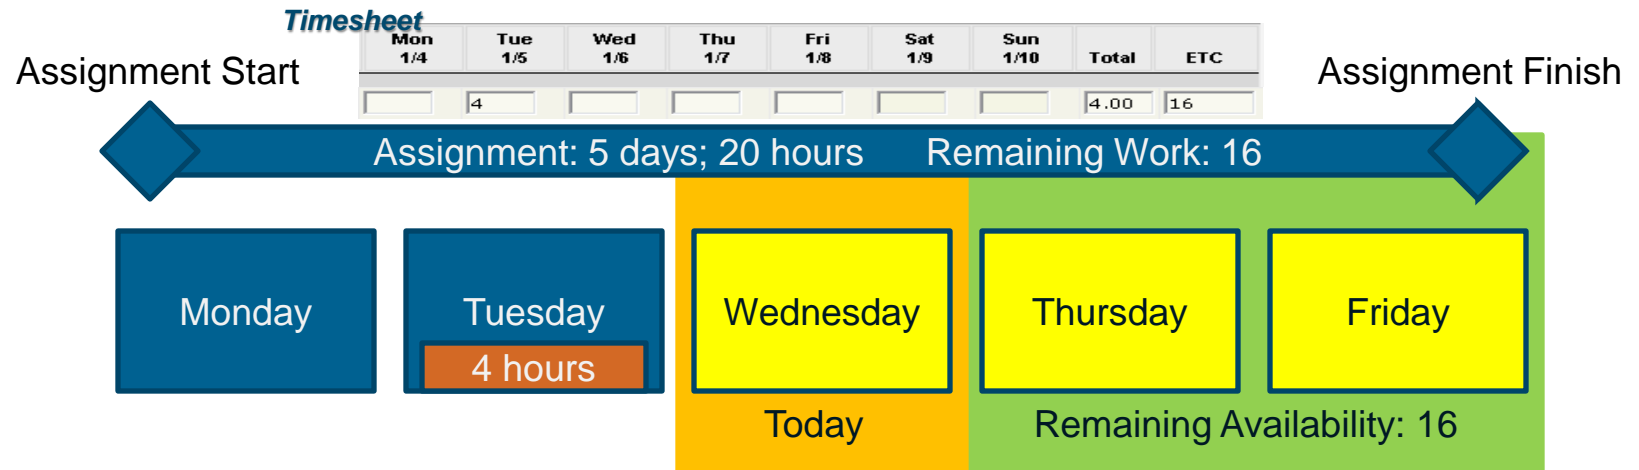 Timesheet
Mon Tue Wed Thu Fri Sat Sun
1/4 1/5 1/6 1/7 1/8 1/9 1/10 Total ETC
Assignment Start
Assignment Finish
4 4.00 16
Assignment: 5 days; 20 hours Remaining Work: 16
Monday Tuesday Wednesday Thursday Friday
4 hours
Today Remaining Availability: 16